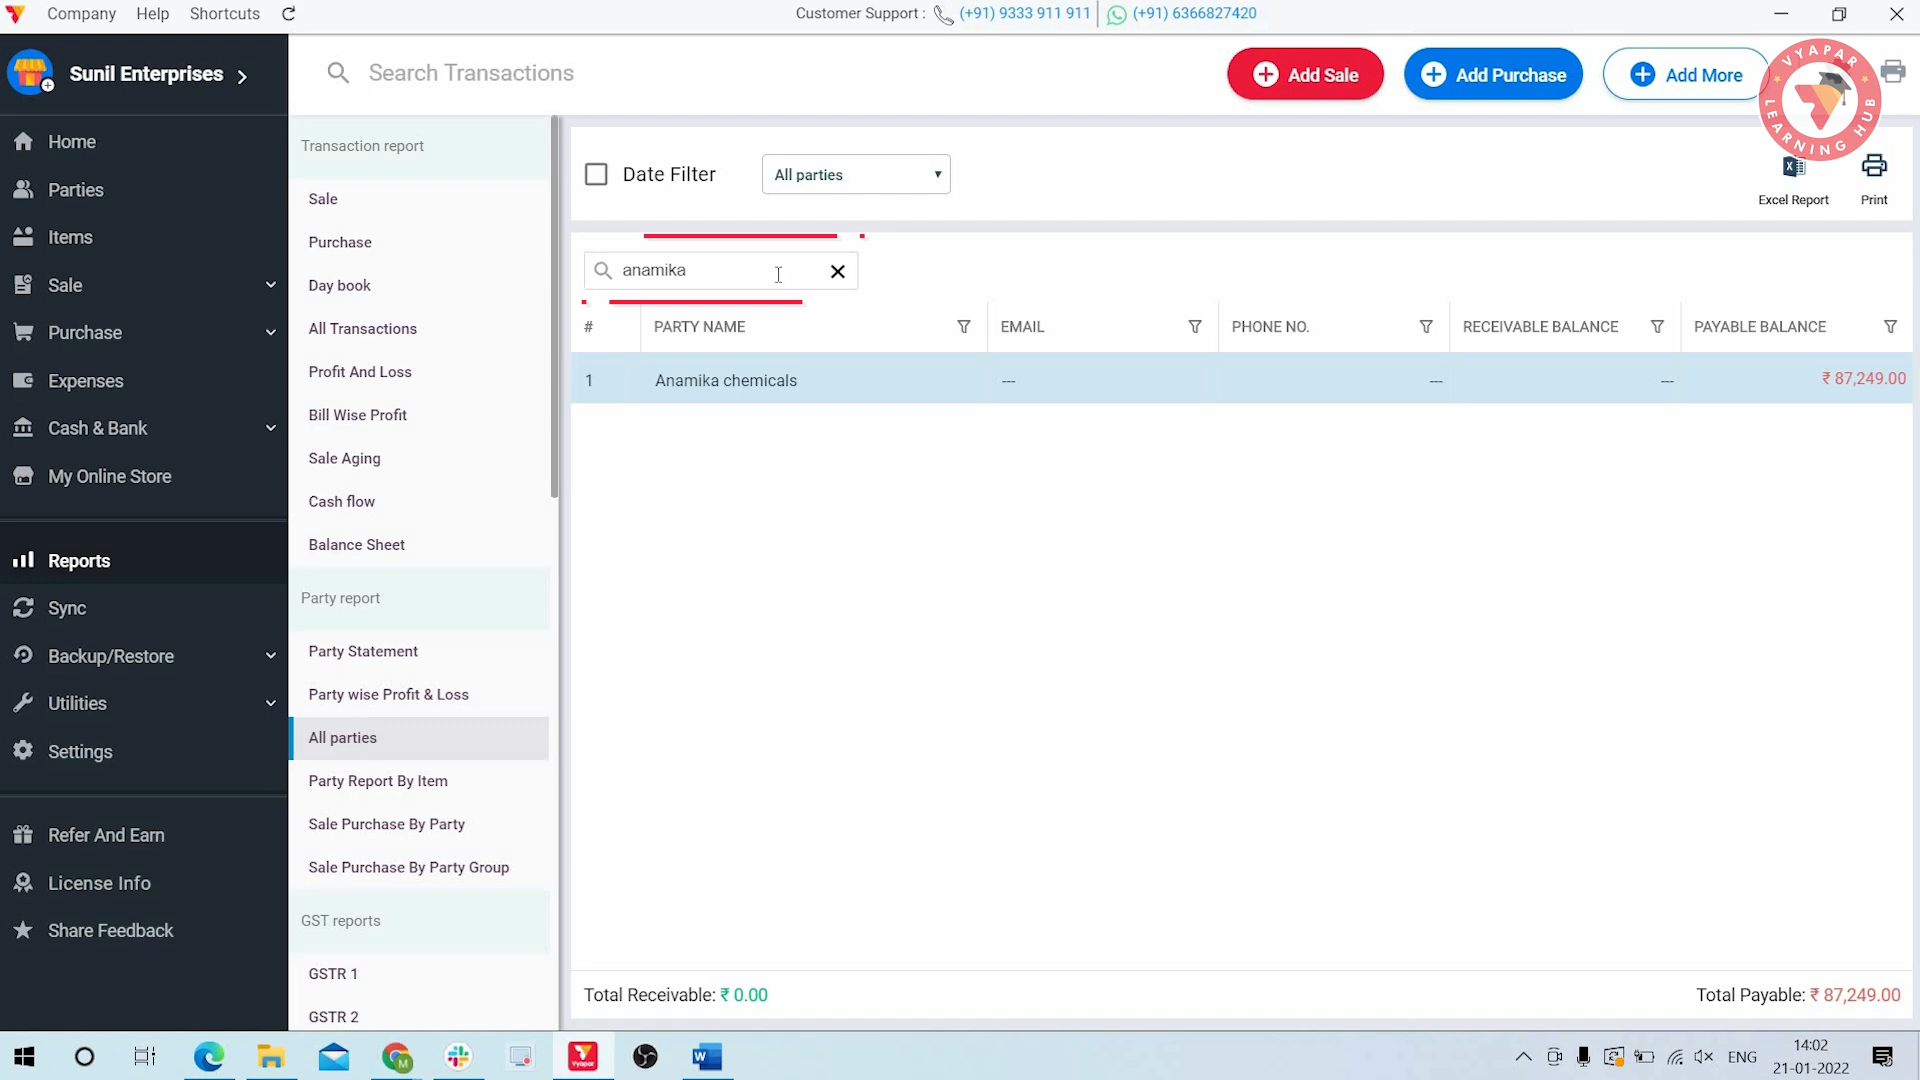 Company Help Shortcuts
Customer Support : (+91) 9333 911 911 (+91) 6366827420
Sunil Enterprises
Search Transactions
Add Sale
Add Purchase
Add More
VYAPAR LEARNING HUB
Home
Parties
Items
Sale
Purchase
Expenses
Cash & Bank
My Online Store
Reports
Sync
Backup/Restore
Utilities
Settings
Refer And Earn
License Info
Share Feedback
Transaction report
Sale
Purchase
Day book
All Transactions
Profit And Loss
Bill Wise Profit
Sale Aging
Cash flow
Balance Sheet
Party report
Party Statement
Party wise Profit & Loss
All parties
Party Report By Item
Sale Purchase By Party
Sale Purchase By Party Group
GST reports
GSTR 1
GSTR 2
Date Filter
All parties
Excel Report
Print
anamika
# PARTY NAME EMAIL PHONE NO. RECEIVABLE BALANCE PAYABLE BALANCE
1 Anamika chemicals --- --- --- ₹ 87,249.00
Total Receivable: ₹ 0.00
Total Payable: ₹ 87,249.00
Vyapar
M
W
ENG
14:02
21-01-2022